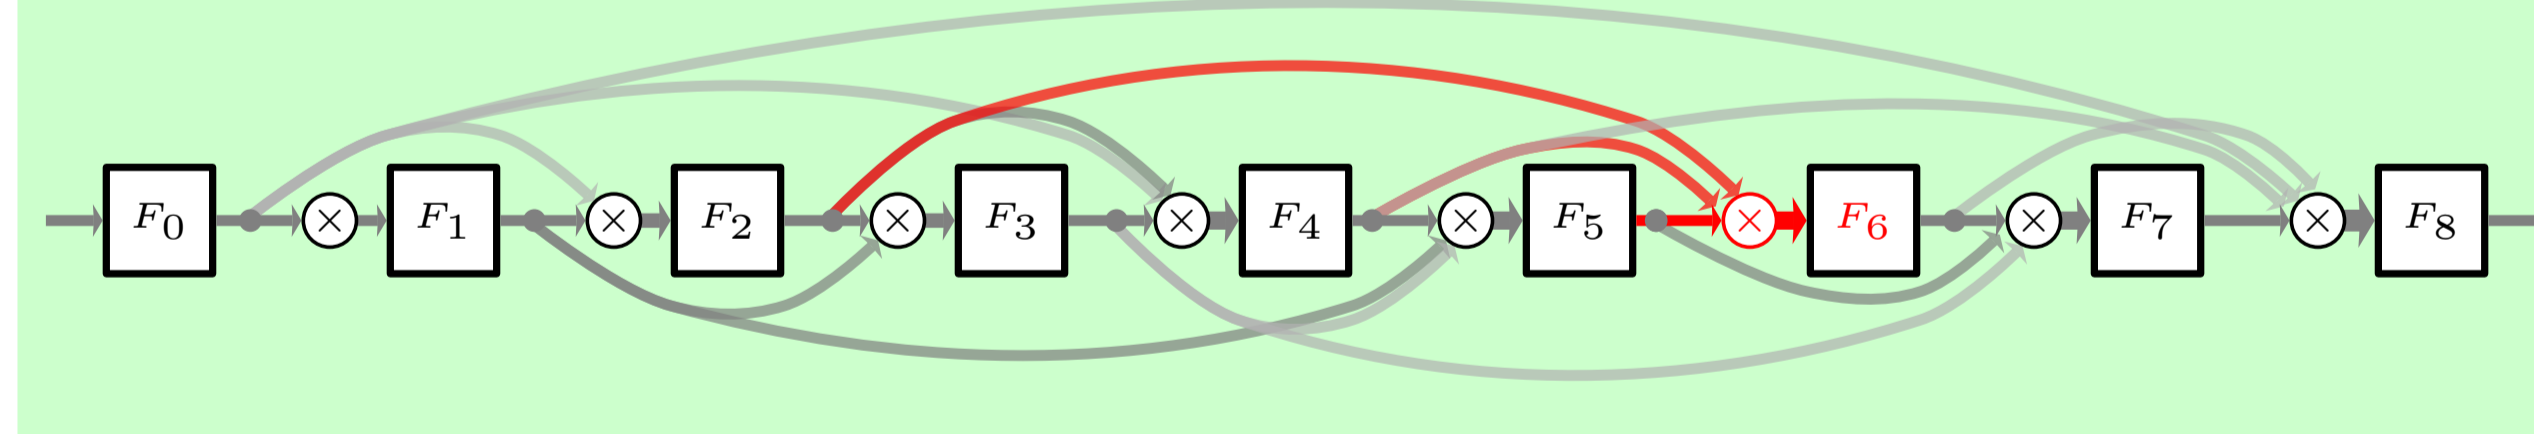 F₀ ⊗ F₁ ⊗ F₂ ⊗ F₃ ⊗ F₄ ⊗ F₅ ⊗ F₆ ⊗ F₇ ⊗ F₈